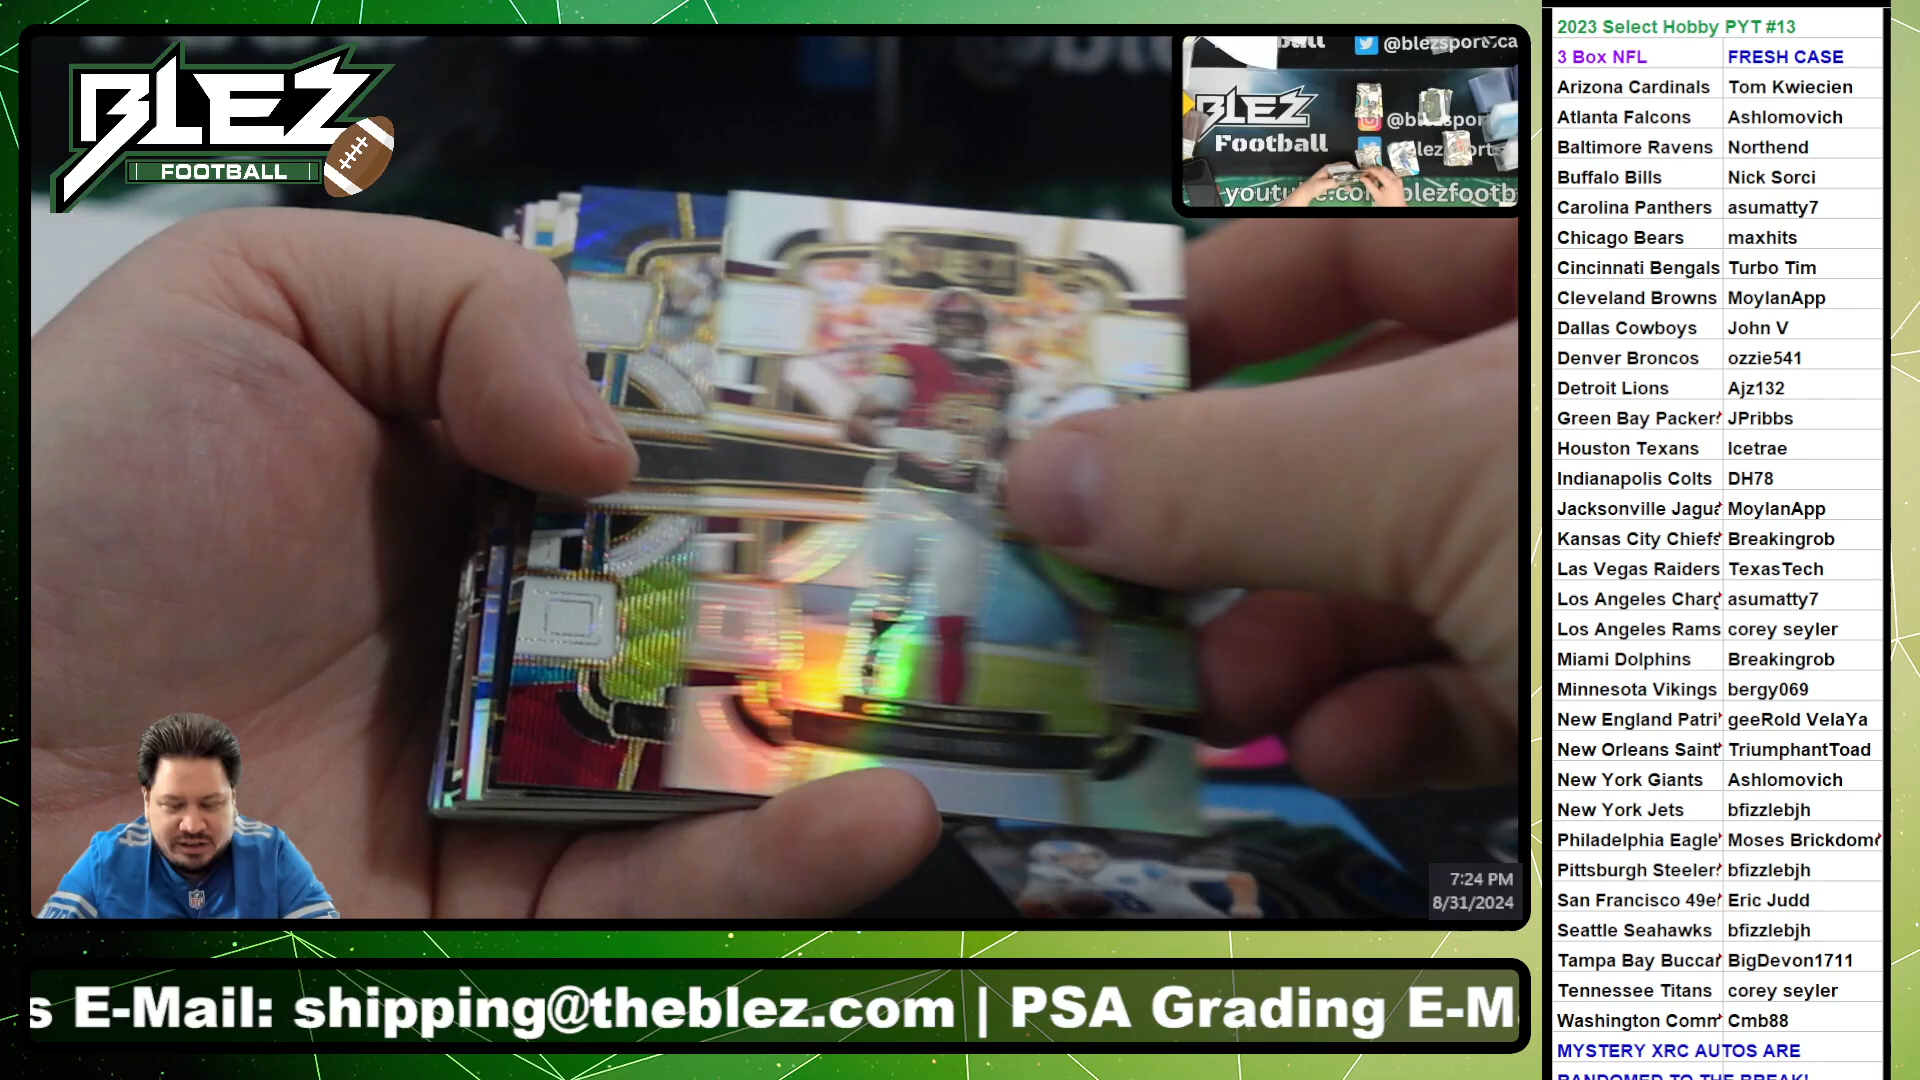 BLEZ
FOOTBALL
@blezsport
BLEZ
Football
7:24 PM
8/31/2024
s E-Mail: shipping@theblez.com | PSA Grading E-M
2023 Select Hobby PYT #13
3 Box NFL FRESH CASE
Arizona Cardinals Tom Kwiecien
Atlanta Falcons Ashlomovich
Baltimore Ravens Northend
Buffalo Bills Nick Sorci
Carolina Panthers asumatty7
Chicago Bears maxhits
Cincinnati Bengals Turbo Tim
Cleveland Browns MoylanApp
Dallas Cowboys John V
Denver Broncos ozzie541
Detroit Lions Ajz132
Green Bay Packer JPribbs
Houston Texans Icetrae
Indianapolis Colts DH78
Jacksonville Jagua MoylanApp
Kansas City Chiefs Breakingrob
Las Vegas Raiders TexasTech
Los Angeles Charg asumatty7
Los Angeles Rams corey seyler
Miami Dolphins Breakingrob
Minnesota Vikings bergy069
New England Patri geeRold VelaYa
New Orleans Saint TriumphantToad
New York Giants Ashlomovich
New York Jets bfizzlebjh
Philadelphia Eagle Moses Brickdom
Pittsburgh Steeler bfizzlebjh
San Francisco 49e Eric Judd
Seattle Seahawks bfizzlebjh
Tampa Bay Buccar BigDevon1711
Tennessee Titans corey seyler
Washington Comm Cmb88
MYSTERY XRC AUTOS ARE
RANDOMED TO THE BREAK!